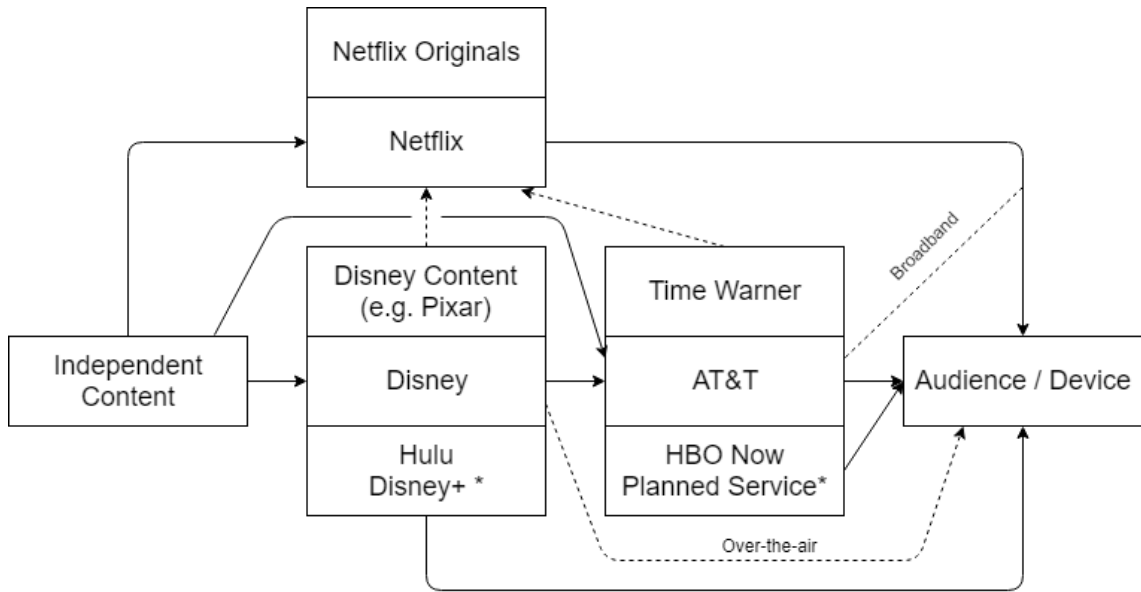 Netflix Originals
Netflix
Broadband
Disney Content
(e.g. Pixar)
Time Warner
Independent
Content
Disney
AT&T
Audience / Device
Hulu
Disney+ *
HBO Now
Planned Service*
Over-the-air